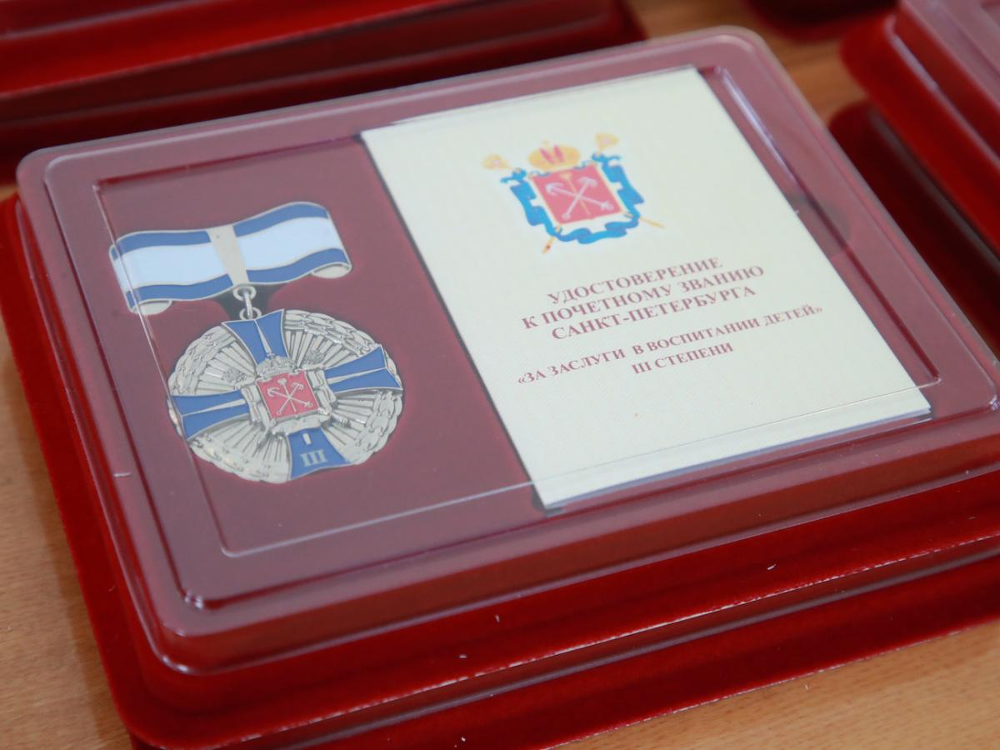 III
УДОСТОВЕРЕНИЕ
К ПОЧЕТНОМУ ЗВАНИЮ
САНКТ-ПЕТЕРБУРГА
«ЗА ЗАСЛУГИ В ВОСПИТАНИИ ДЕТЕЙ»
III СТЕПЕНИ